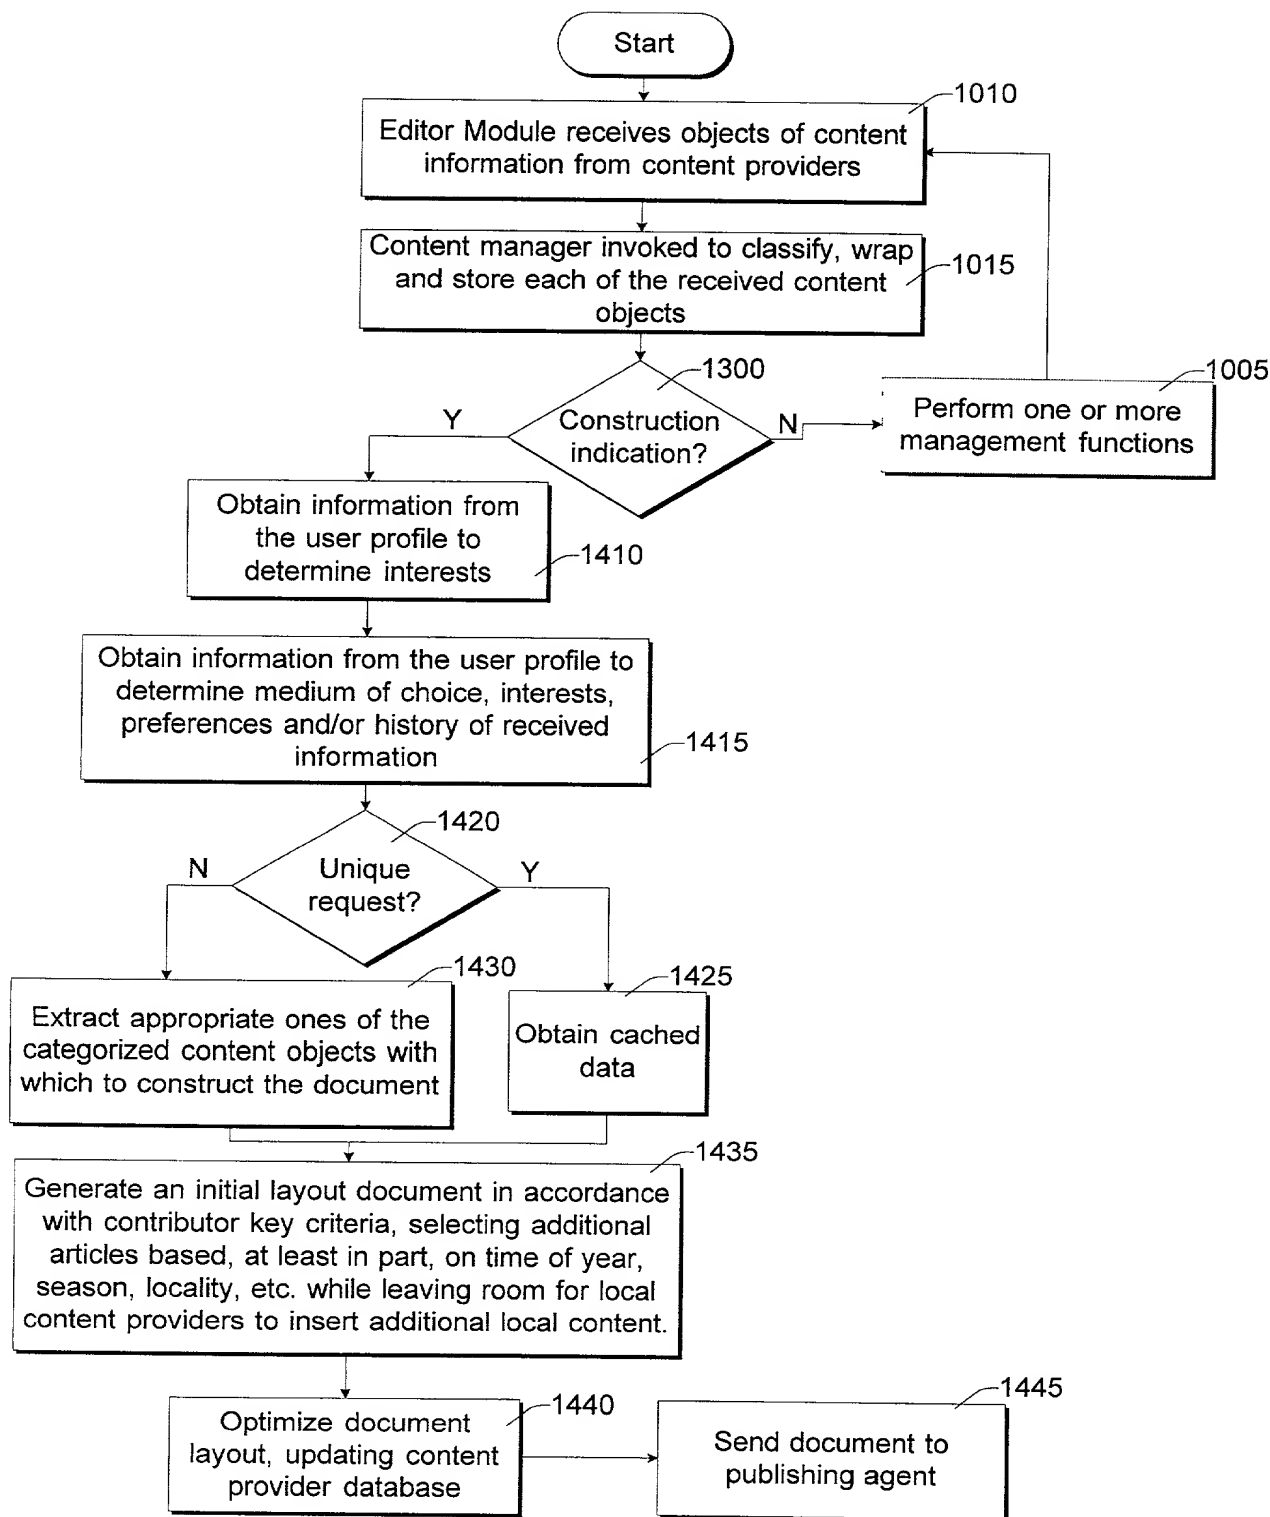 Start
1010
Editor Module receives objects of content
information from content providers
Content manager invoked to classify, wrap
and store each of the received content
objects
1015
1300
Construction
indication?
Y
N
1005
Perform one or more
management functions
Obtain information from
the user profile to
determine interests
1410
Obtain information from the user profile to
determine medium of choice, interests,
preferences and/or history of received
information
1415
1420
Unique
request?
N
Y
1430
Extract appropriate ones of the
categorized content objects with
which to construct the document
1425
Obtain cached
data
1435
Generate an initial layout document in accordance
with contributor key criteria, selecting additional
articles based, at least in part, on time of year,
season, locality, etc. while leaving room for local
content providers to insert additional local content.
1440
Optimize document
layout, updating content
provider database
1445
Send document to
publishing agent